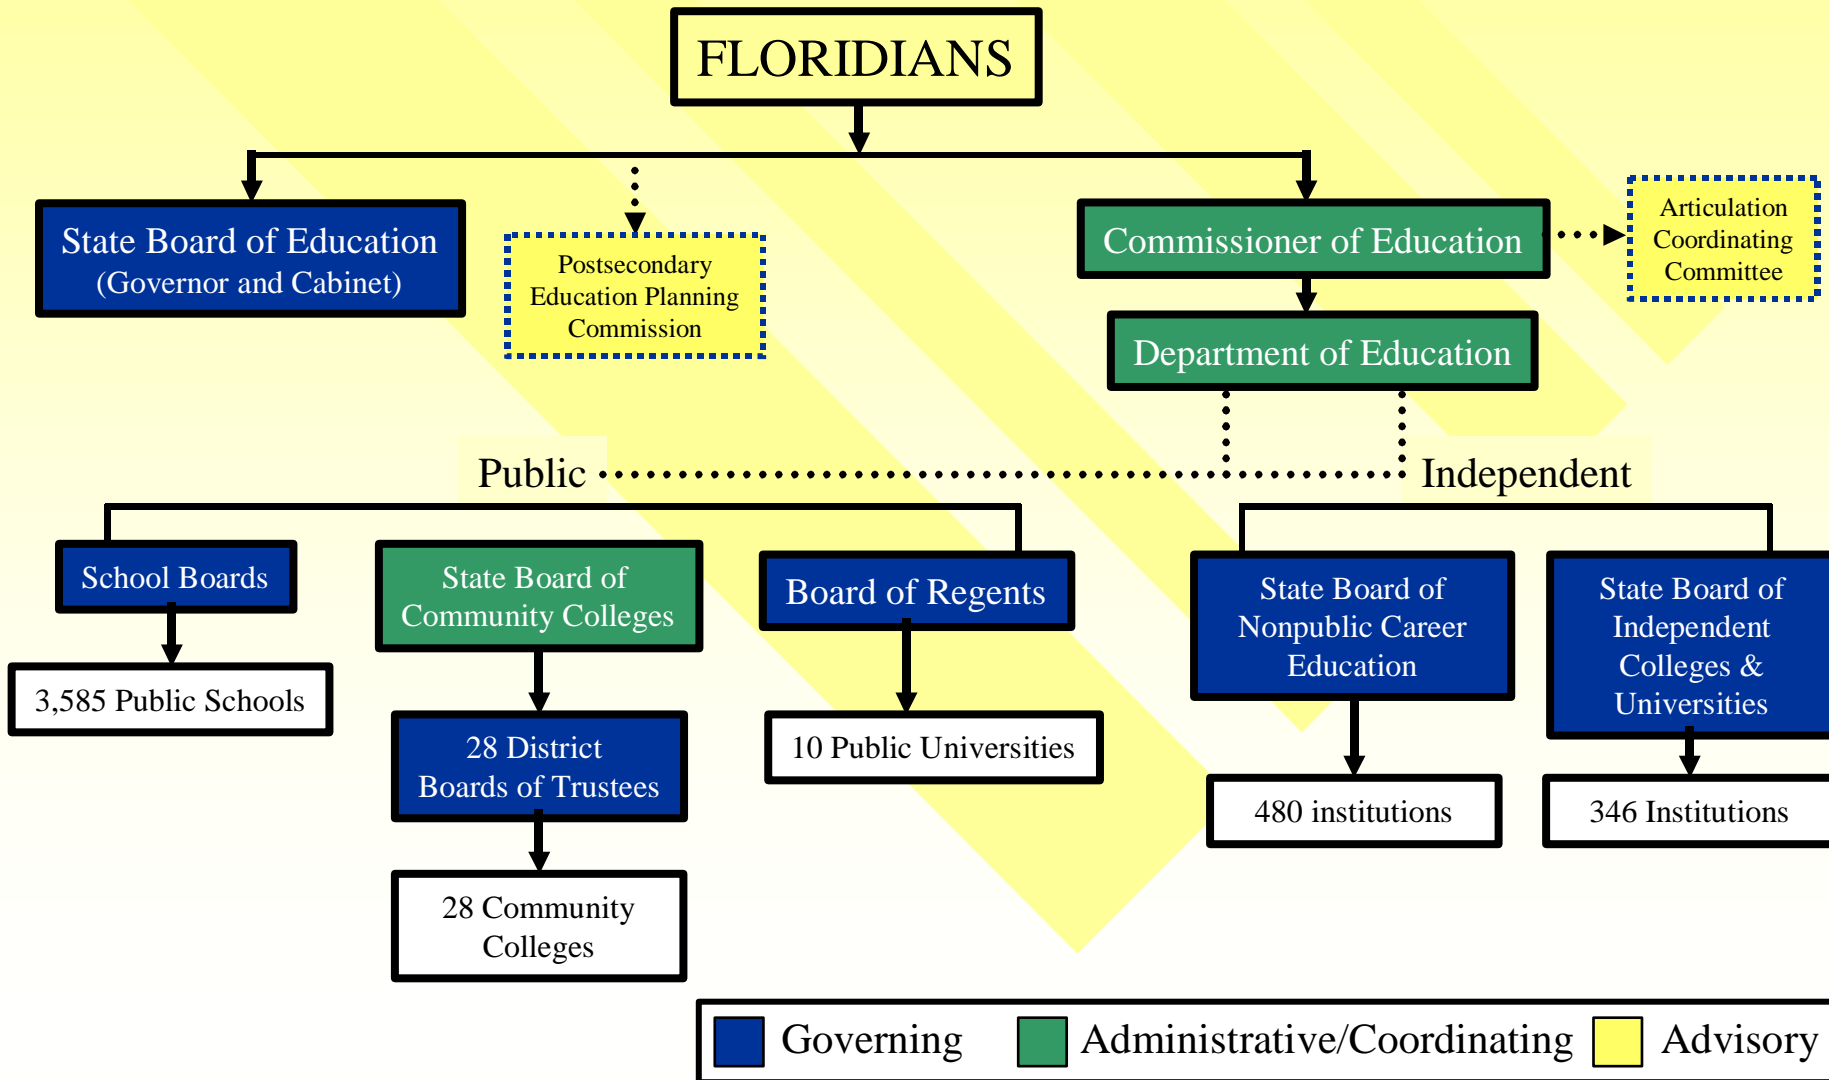 FLORIDIANS
State Board of Education
(Governor and Cabinet)
Postsecondary
Education Planning
Commission
Commissioner of Education
Articulation
Coordinating
Committee
Department of Education
Public
Independent
School Boards
3,585 Public Schools
State Board of
Community Colleges
28 District
Boards of Trustees
28 Community
Colleges
Board of Regents
10 Public Universities
State Board of
Nonpublic Career
Education
480 institutions
State Board of
Independent
Colleges &
Universities
346 Institutions
Governing
Administrative/Coordinating
Advisory